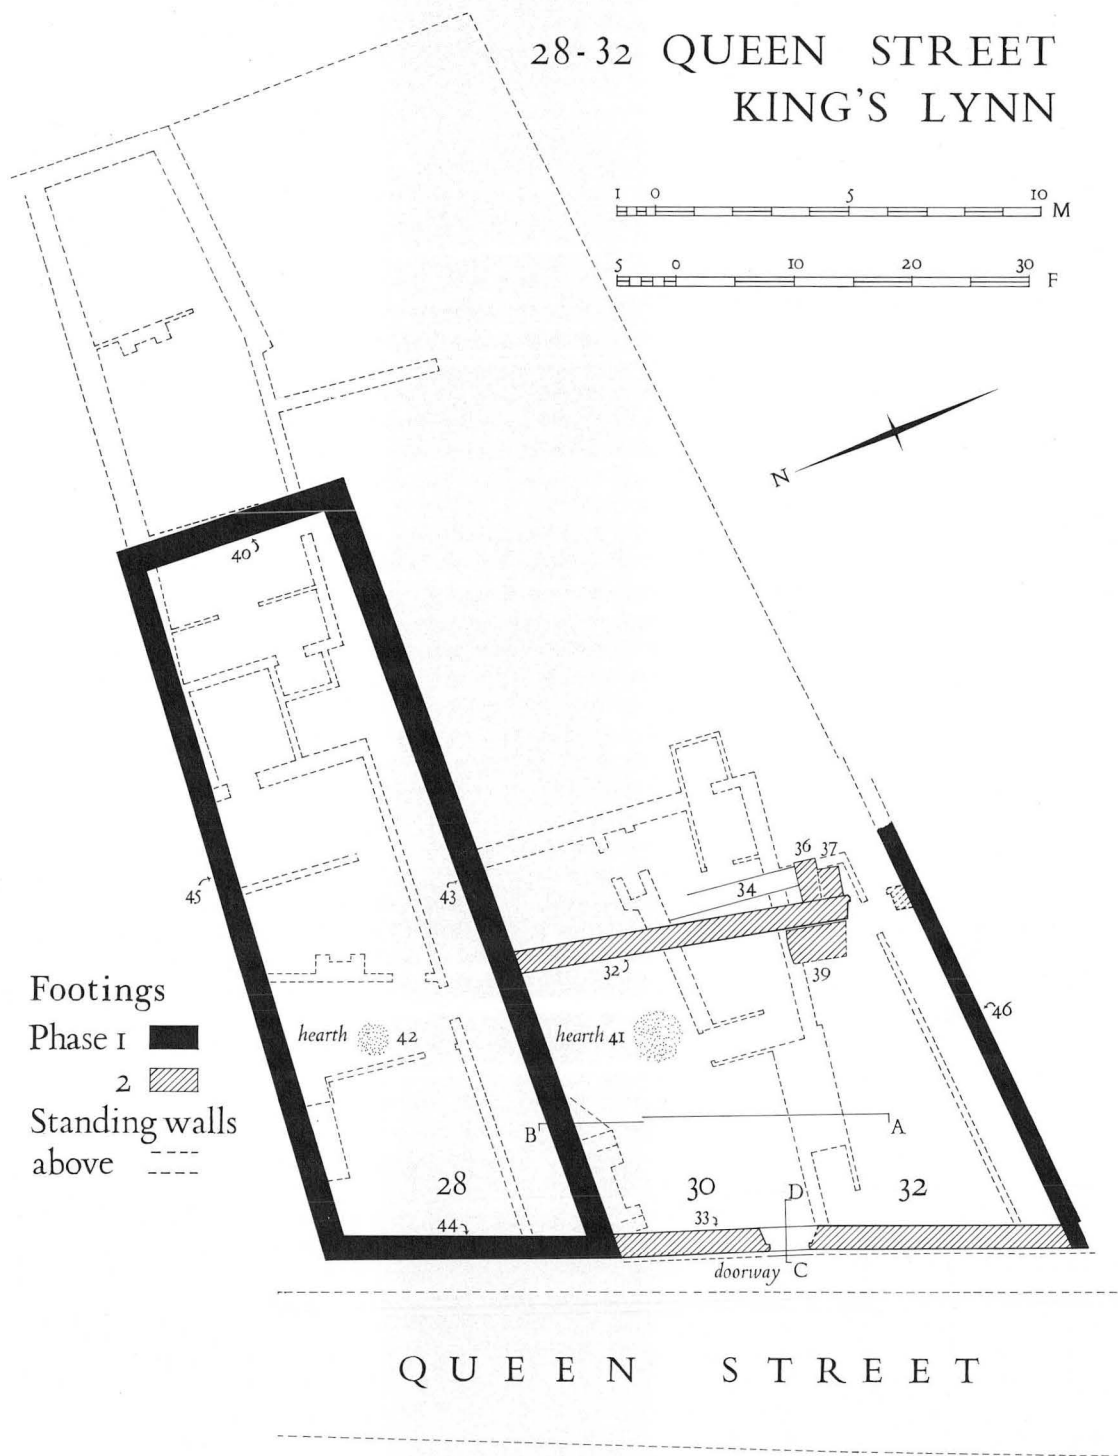 28-32 QUEEN STREET
KING'S LYNN
1 0 5 10 M
5 0 10 20 30 F
N
40
36 37
34
45
43
32
39
46
Footings
Phase 1
2
Standing walls
above
hearth 42
hearth 41
B
A
28
30
32
D
44
33
doorway C
QUEEN STREET